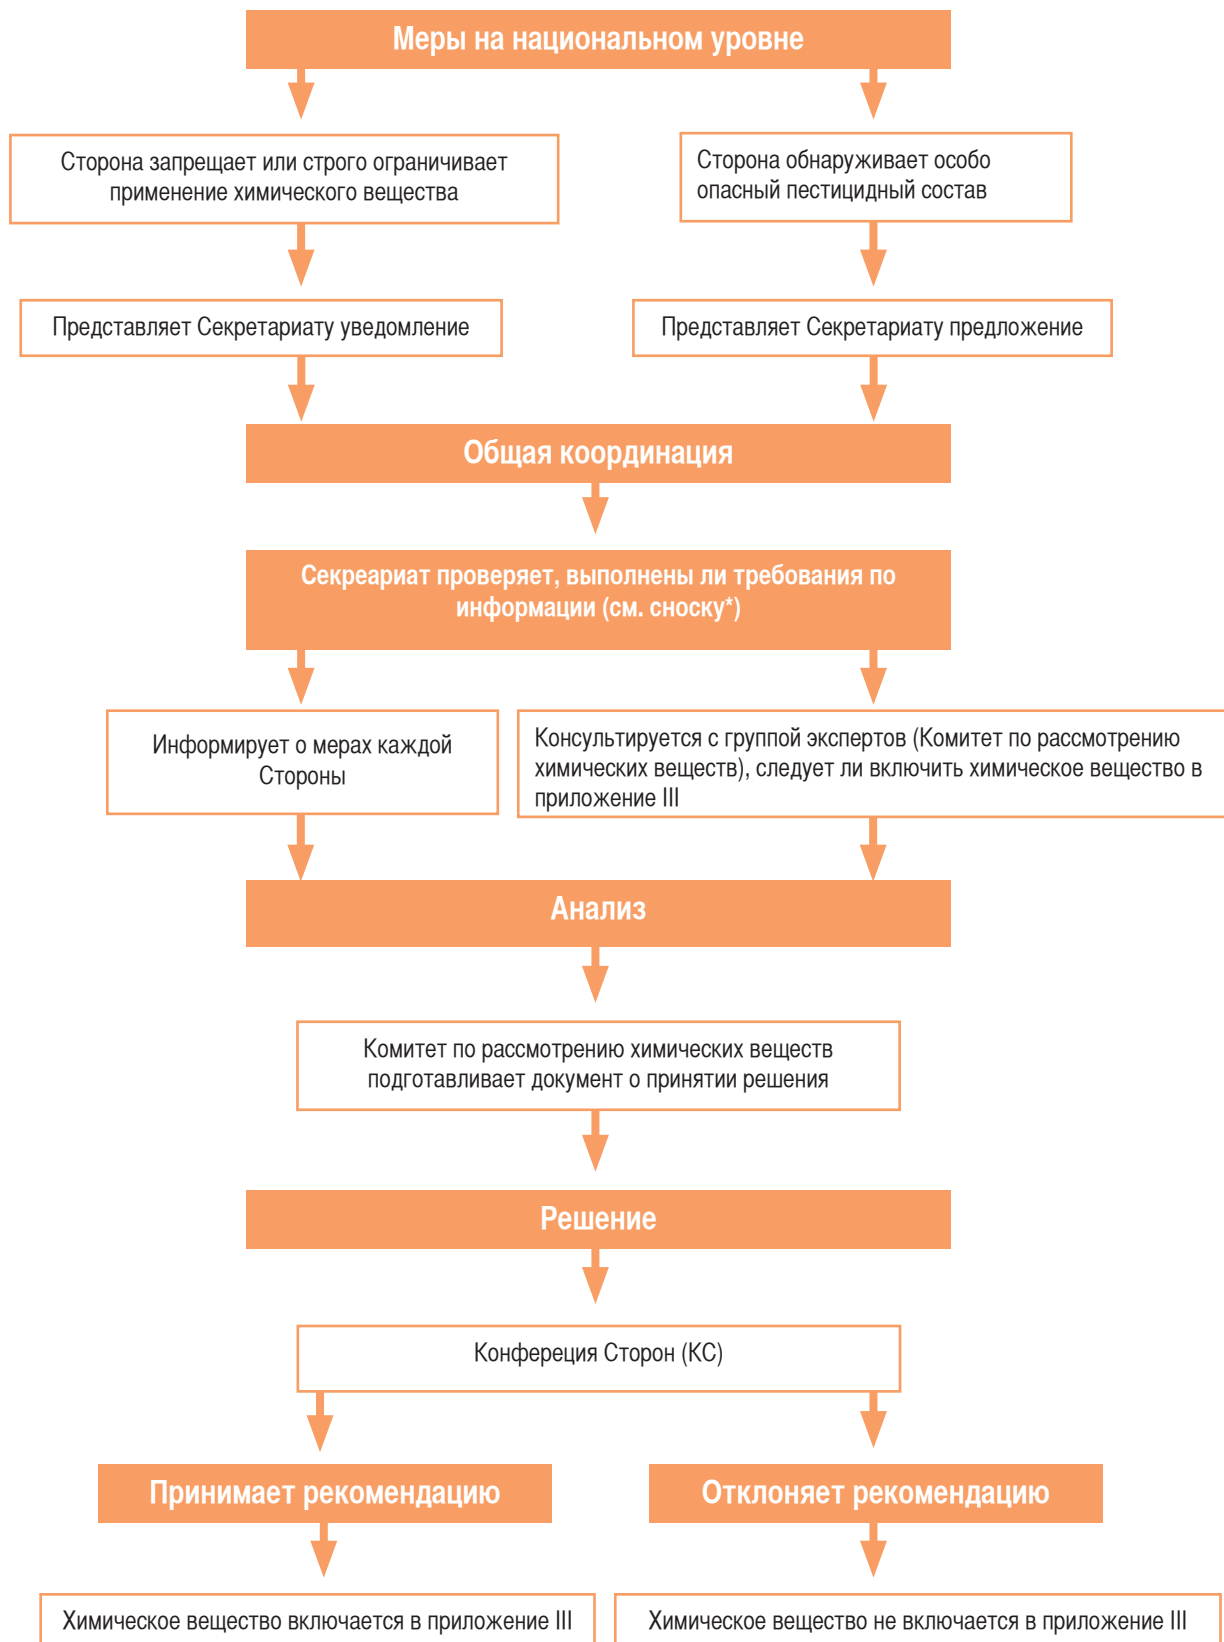 Меры на национальном уровне
Сторона запрещает или строго ограничивает
применение химического вещества
Сторона обнаруживает особо
опасный пестицидный состав
Представляет Секретариату уведомление
Представляет Секретариату предложение
Общая координация
Секреариат проверяет, выполнены ли требования по
информации (см. сноску*)
Информирует о мерах каждой
Стороны
Консультируется с группой экспертов (Комитет по рассмотрению
химических веществ), следует ли включить химическое вещество в
приложение III
Анализ
Комитет по рассмотрению химических веществ
подготавливает документ о принятии решения
Решение
Конфереция Сторон (КС)
Принимает рекомендацию
Отклоняет рекомендацию
Химическое вещество включается в приложение III
Химическое вещество не включается в приложение III